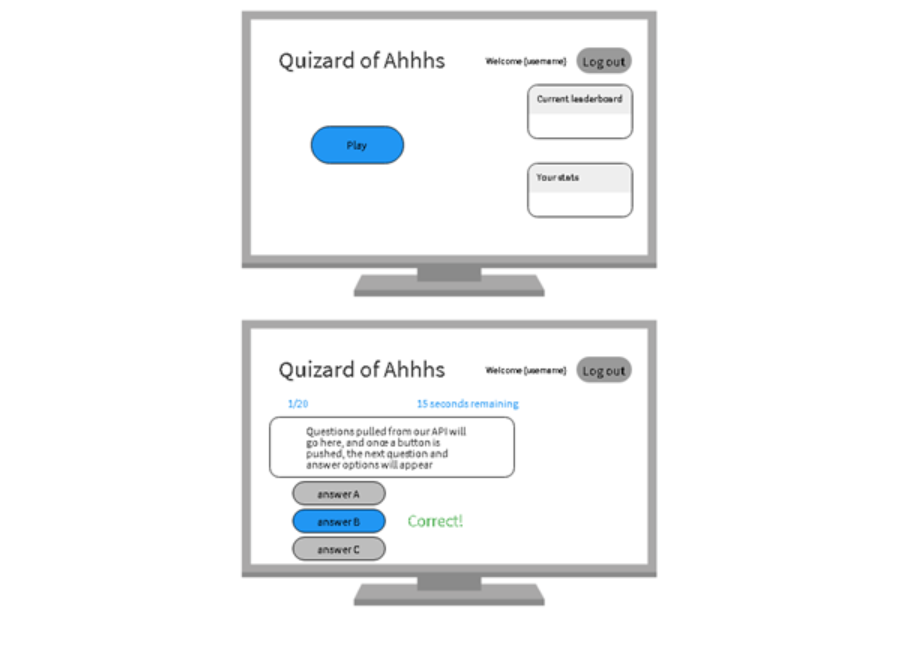 Quizard of Ahhhs
Welcome {username}
Log out
Current leaderboard
Play
Your stats
Quizard of Ahhhs
Welcome {username}
Log out
1/20
15 seconds remaining
Questions pulled from our API will
go here, and once a button is
pushed, the next question and
answer options will appear
answer A
answer B
Correct!
answer C